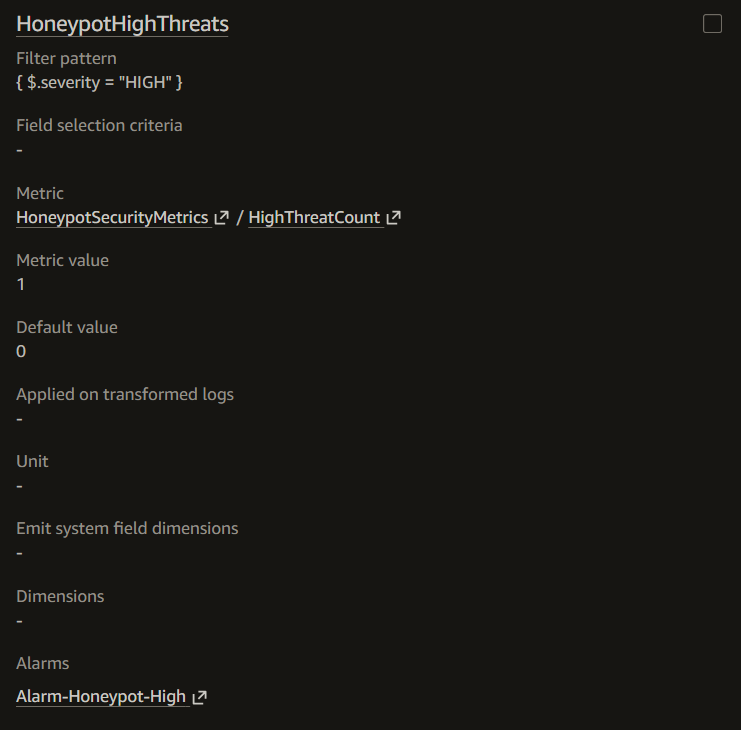 HoneypotHighThreats
Filter pattern
{ $.severity = "HIGH" }
Field selection criteria
-
Metric
HoneypotSecurityMetrics / HighThreatCount
Metric value
1
Default value
0
Applied on transformed logs
-
Unit
-
Emit system field dimensions
-
Dimensions
-
Alarms
Alarm-Honeypot-High